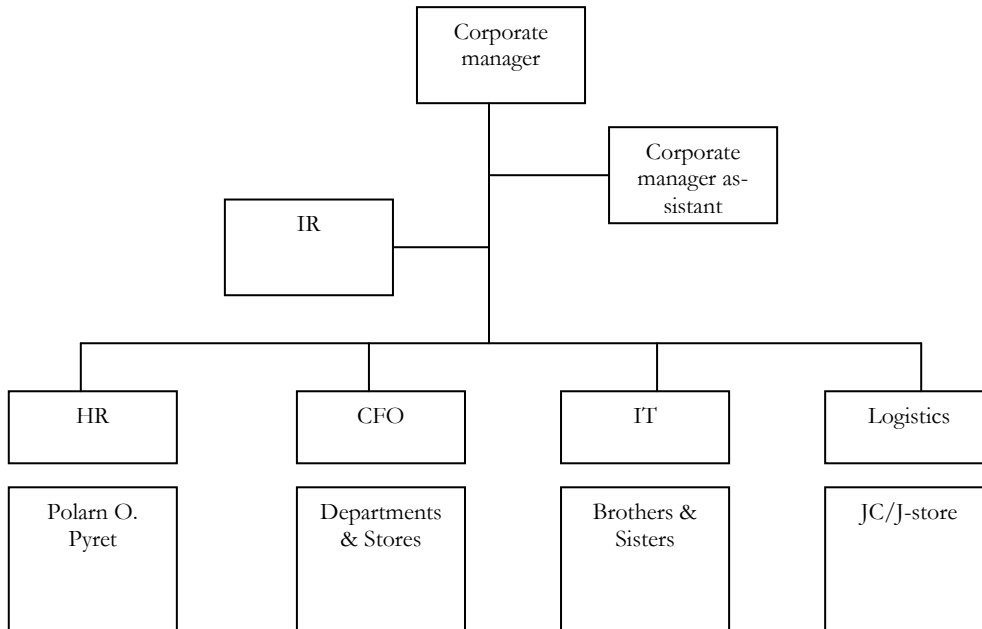 Corporate
manager
Corporate
manager as-
sistant
IR
HR
CFO
IT
Logistics
Polarn O.
Pyret
Departments
& Stores
Brothers &
Sisters
JC/J-store